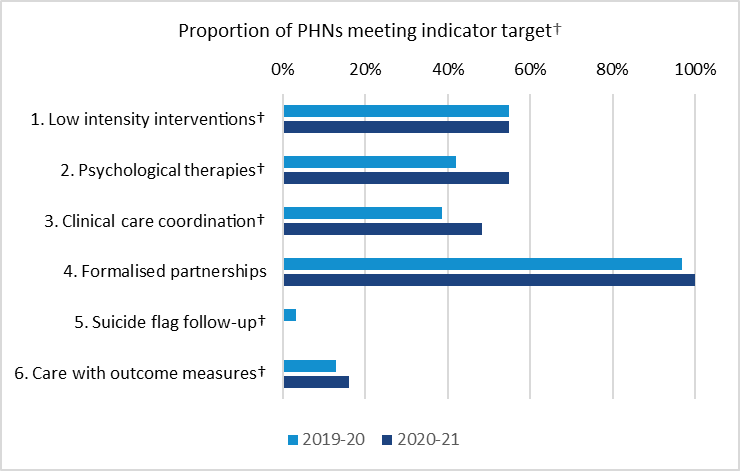 Proportion of PHNs meeting indicator target†
0% 20% 40% 60% 80% 100%
1. Low intensity interventions†
2. Psychological therapies†
3. Clinical care coordination†
4. Formalised partnerships
5. Suicide flag follow-up†
6. Care with outcome measures†
2019-20 2020-21